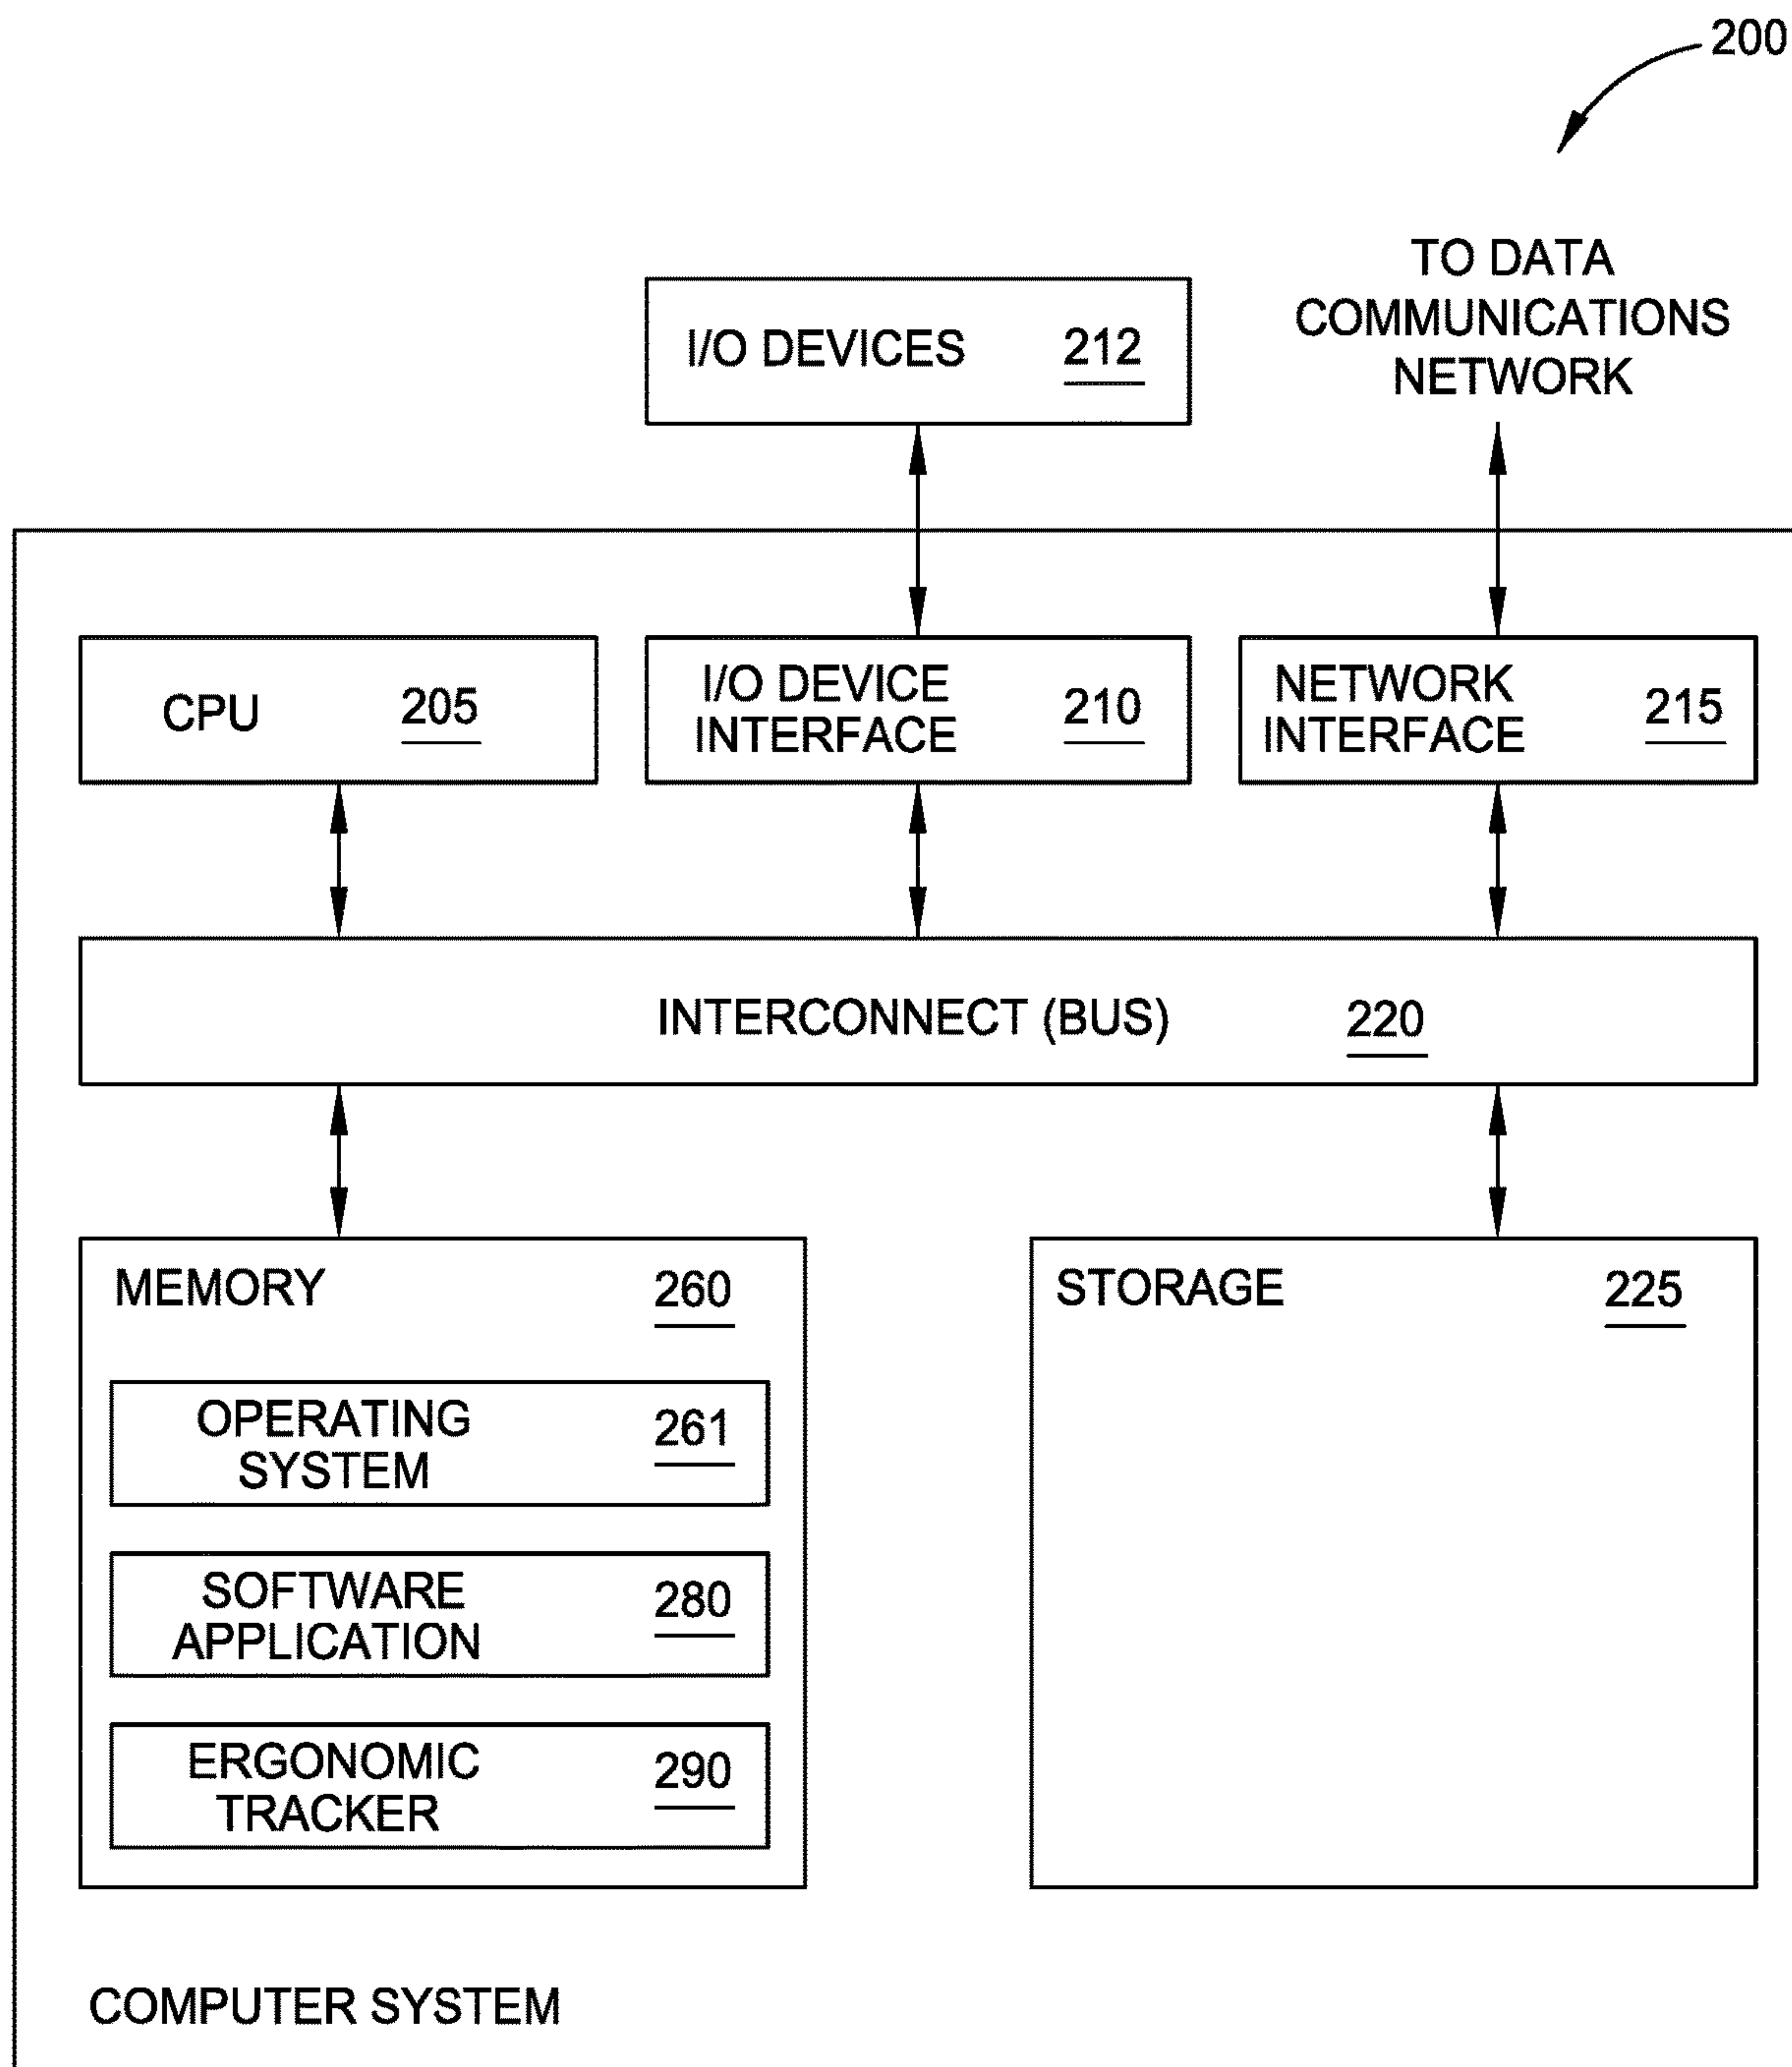 200
TO DATA
COMMUNICATIONS
NETWORK
I/O DEVICES 212
CPU 205
I/O DEVICE
INTERFACE 210
NETWORK
INTERFACE 215
INTERCONNECT (BUS) 220
MEMORY 260
OPERATING
SYSTEM 261
SOFTWARE
APPLICATION 280
ERGONOMIC
TRACKER 290
STORAGE 225
COMPUTER SYSTEM